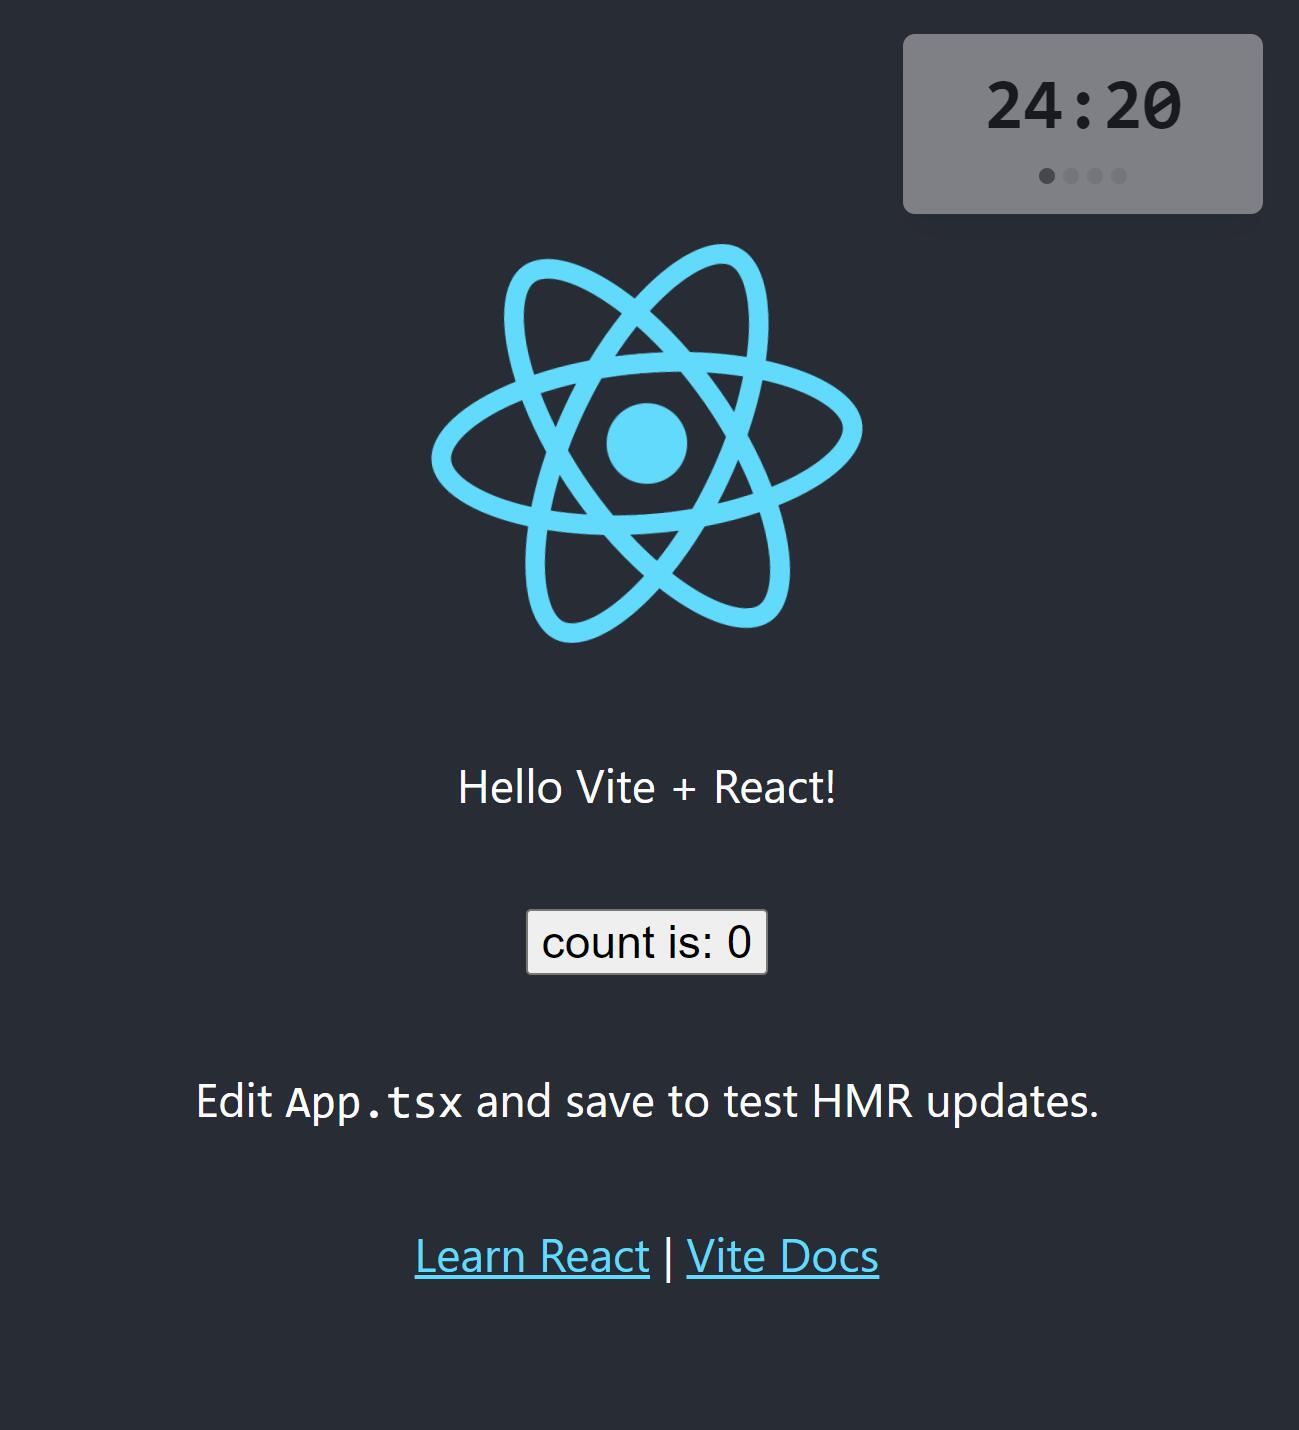 24:20
Hello Vite + React!
count is: 0
Edit App.tsx and save to test HMR updates.
Learn React | Vite Docs